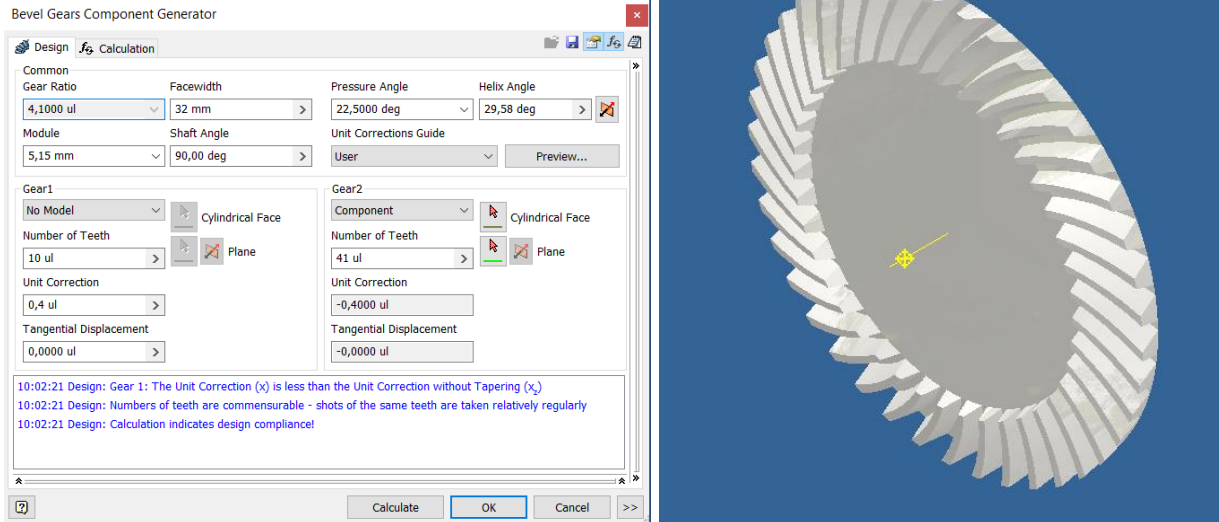 Bevel Gears Component Generator
Design Calculation
Common
Gear Ratio Facewidth Pressure Angle Helix Angle
4,1000 ul 32 mm 22,5000 deg 29,58 deg
Module Shaft Angle Unit Corrections Guide
5,15 mm 90,00 deg User Preview...
Gear1
No Model
Cylindrical Face
Number of Teeth
Plane
10 ul
Unit Correction
0,4 ul
Tangential Displacement
0,0000 ul
Gear2
Component
Cylindrical Face
Number of Teeth
Plane
41 ul
Unit Correction
-0,4000 ul
Tangential Displacement
-0,0000 ul
10:02:21 Design: Gear 1: The Unit Correction (x) is less than the Unit Correction without Tapering (xz)
10:02:21 Design: Numbers of teeth are commensurable - shots of the same teeth are taken relatively regularly
10:02:21 Design: Calculation indicates design compliance!
Calculate OK Cancel >>